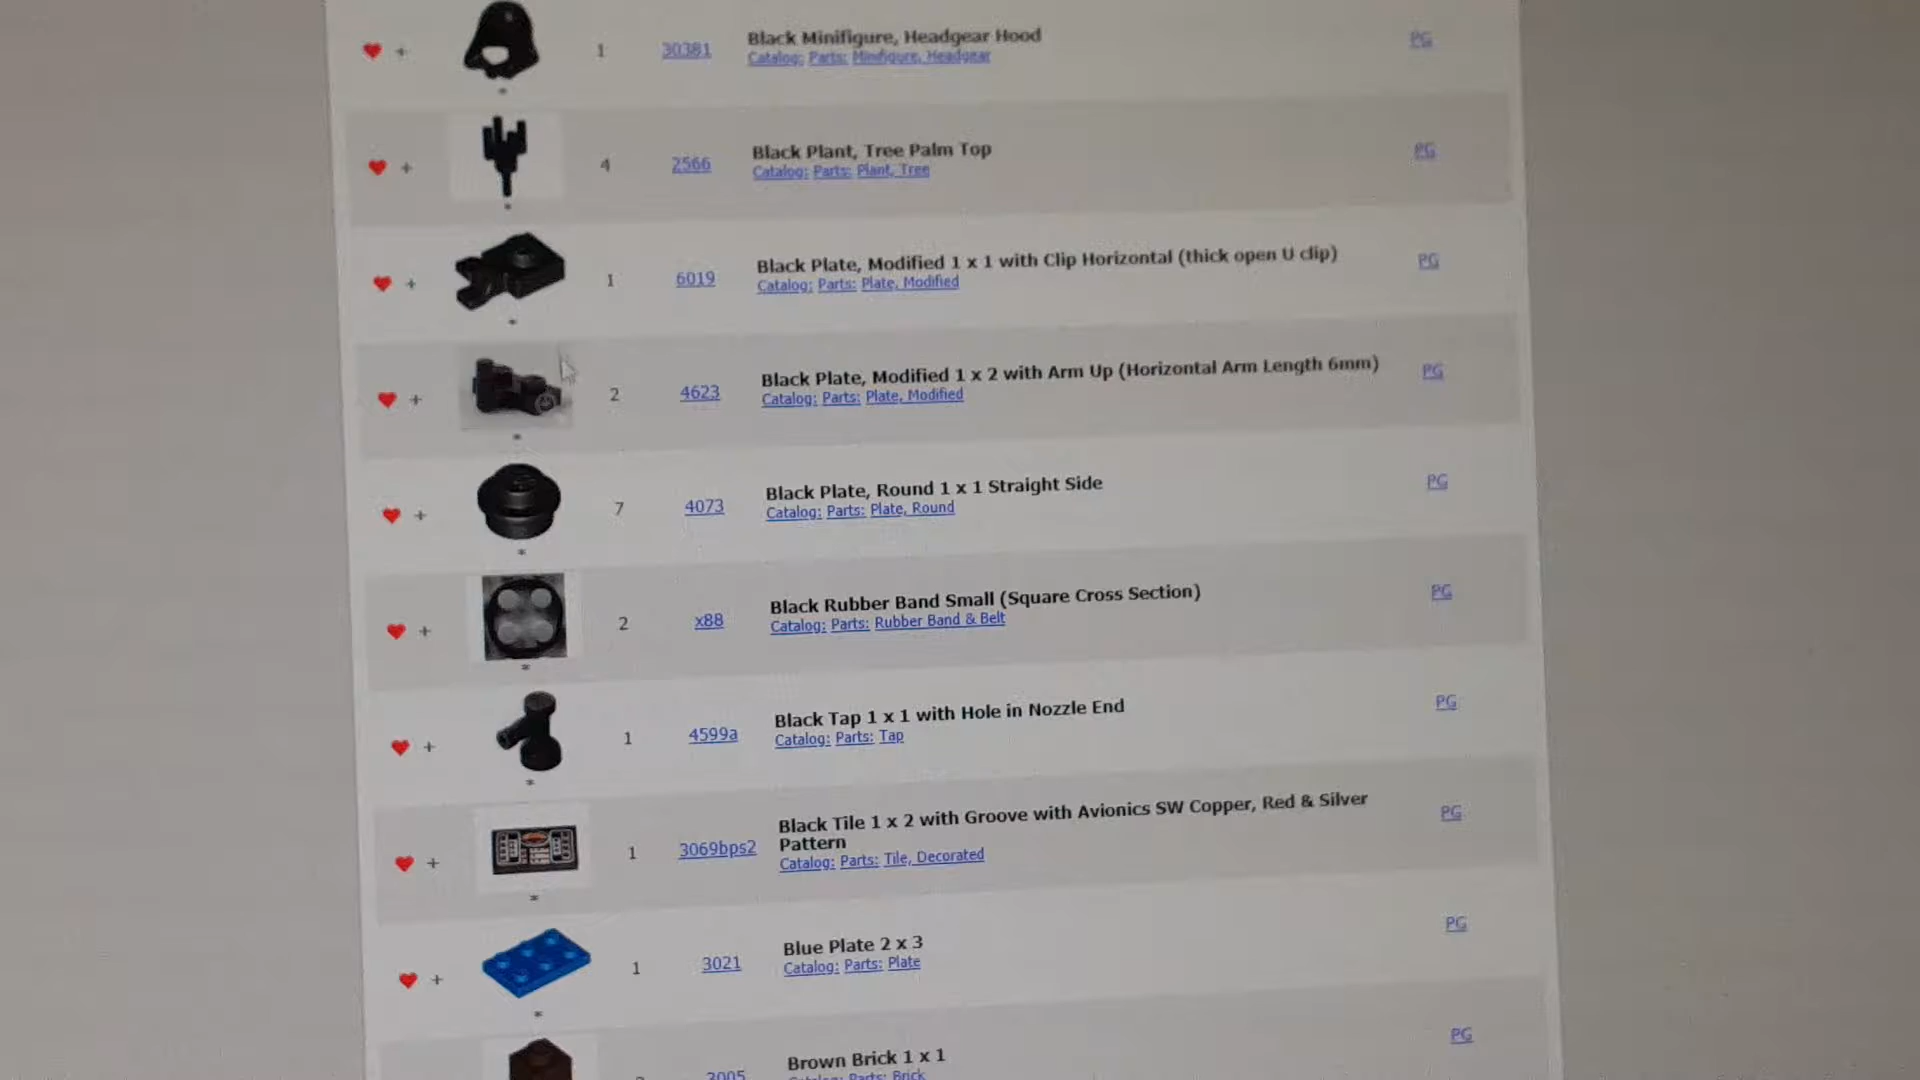 + 1 30381 Black Minifigure, Headgear Hood PG
Catalog: Parts: Minifigure, Headgear
*
+ 4 2566 Black Plant, Tree Palm Top PG
Catalog: Parts: Plant, Tree
*
+ 1 6019 Black Plate, Modified 1 x 1 with Clip Horizontal (thick open U clip) PG
Catalog: Parts: Plate, Modified
*
+ 2 4623 Black Plate, Modified 1 x 2 with Arm Up (Horizontal Arm Length 6mm) PG
Catalog: Parts: Plate, Modified
*
+ 7 4073 Black Plate, Round 1 x 1 Straight Side PG
Catalog: Parts: Plate, Round
*
+ 2 x88 Black Rubber Band Small (Square Cross Section) PG
Catalog: Parts: Rubber Band & Belt
*
+ 1 4599a Black Tap 1 x 1 with Hole in Nozzle End PG
Catalog: Parts: Tap
*
+ 1 3069bps2 Black Tile 1 x 2 with Groove with Avionics SW Copper, Red & Silver PG
Pattern
Catalog: Parts: Tile, Decorated
*
+ 1 3021 Blue Plate 2 x 3 PG
Catalog: Parts: Plate
*
3005 Brown Brick 1 x 1 PG
Catalog: Parts: Brick